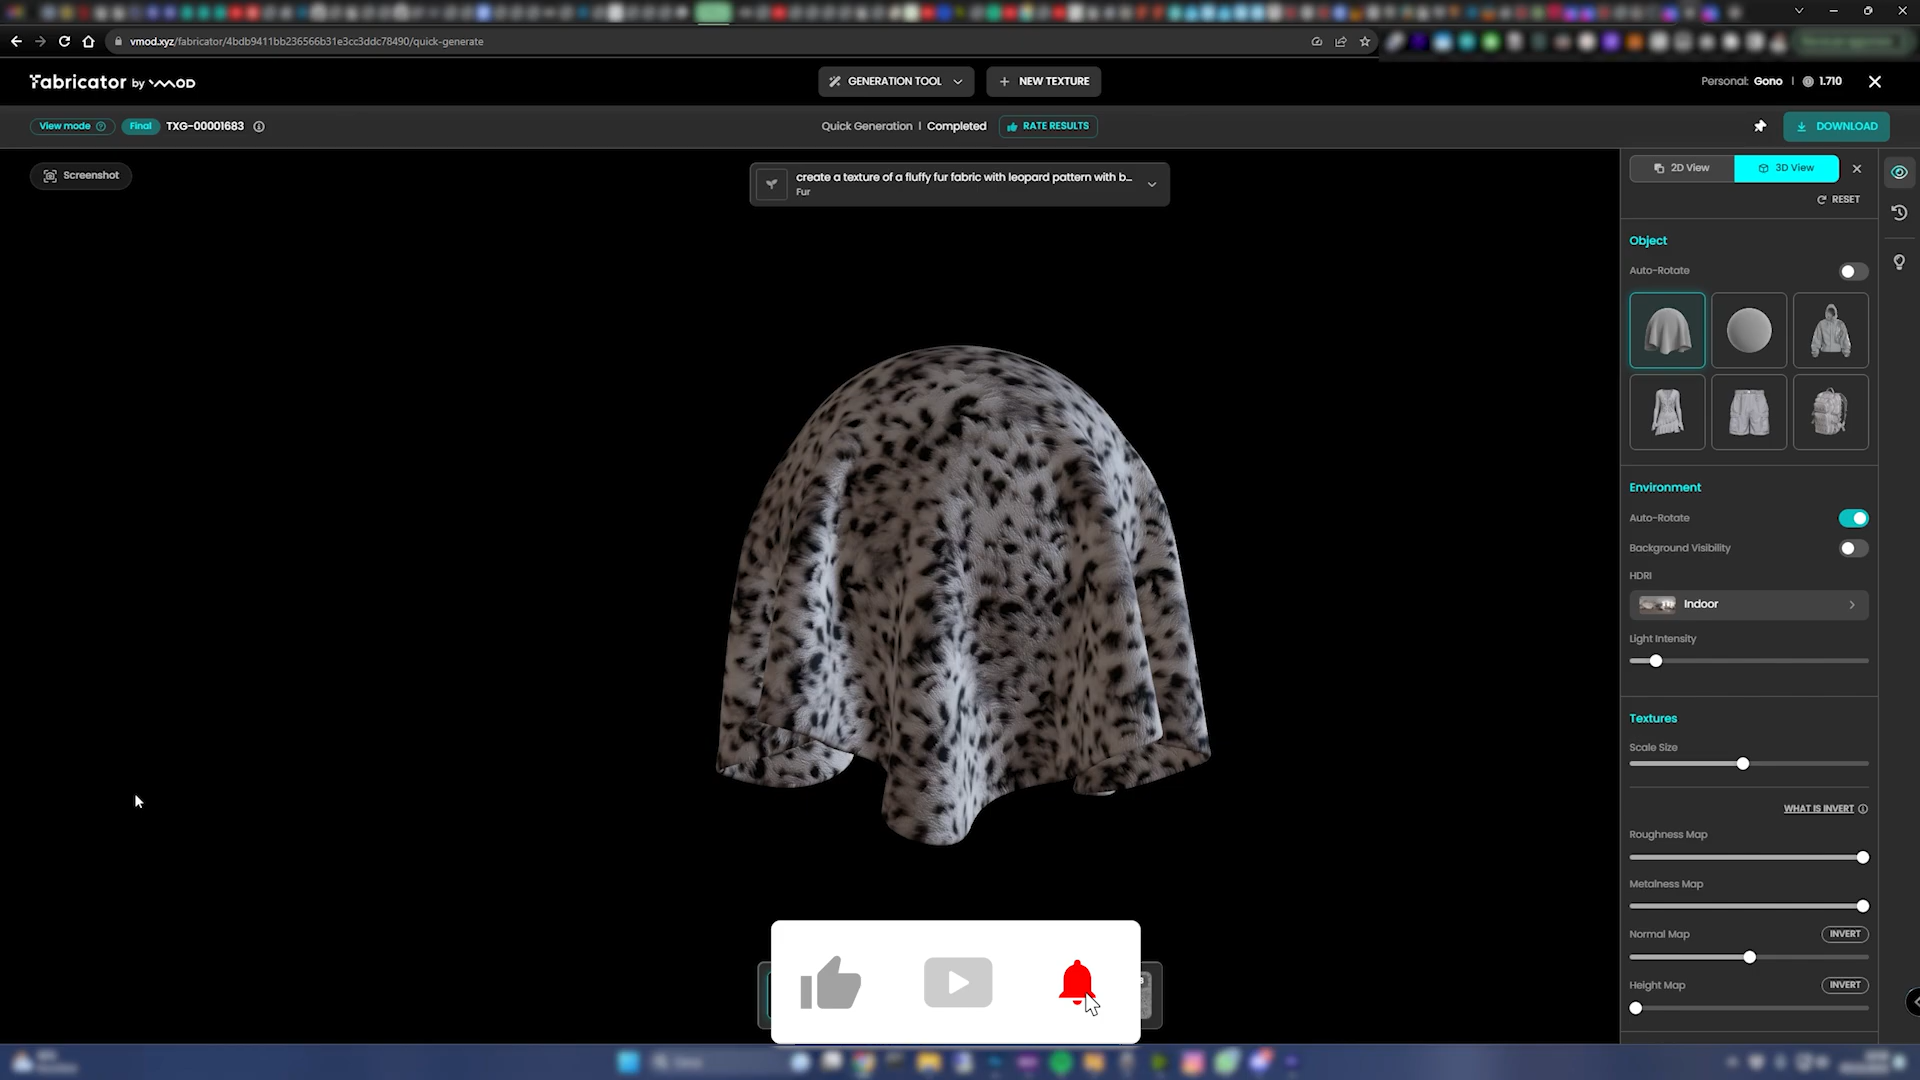 vmod.xyz/fabricator/4bdb9411bb236566b31e3cc3ddc78490/quick-generate
Fabricator by VMOD
GENERATION TOOL
NEW TEXTURE
Personal: Gono | 1.710
View mode
Final
TXG-00001683
Quick Generation | Completed
RATE RESULTS
DOWNLOAD
Screenshot
create a texture of a fluffy fur fabric with leopard pattern with b...
Fur
2D View
3D View
RESET
Object
Auto-Rotate
Environment
Auto-Rotate
Background Visibility
HDRI
Indoor
Light Intensity
Textures
Scale Size
WHAT IS INVERT
Roughness Map
Metalness Map
Normal Map
INVERT
Height Map
INVERT